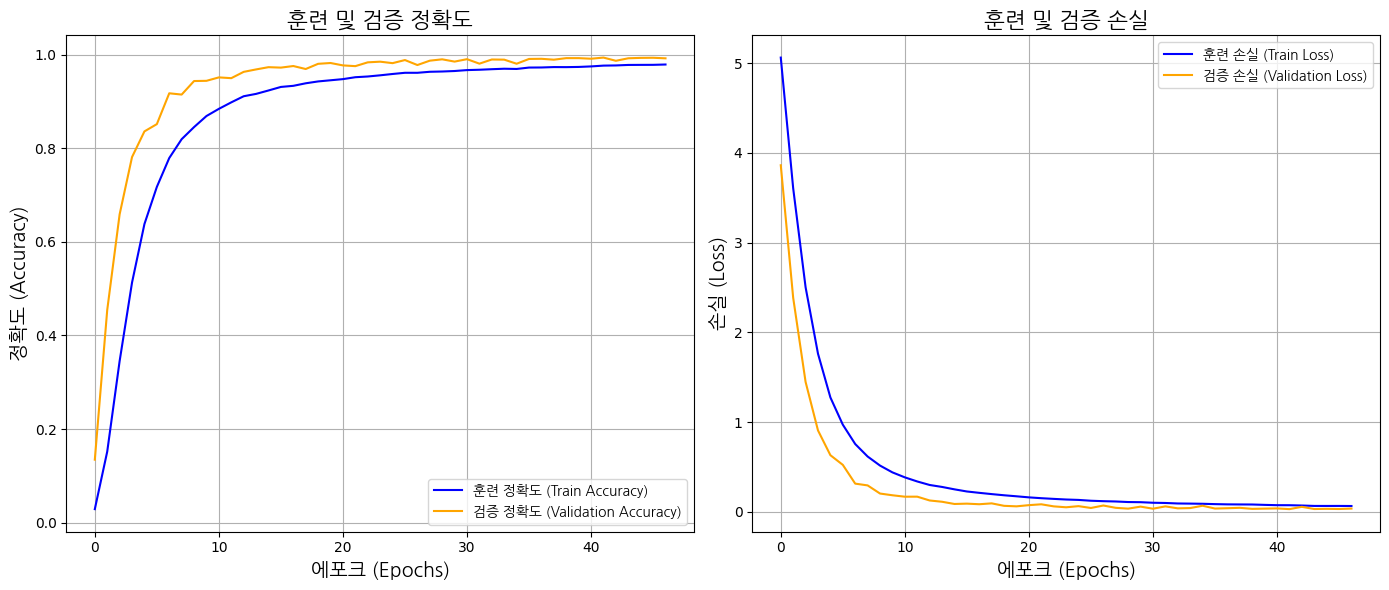 훈련 및 검증 정확도
정확도 (Accuracy)
1.0
0.8
0.6
0.4
0.2
0.0
훈련 정확도 (Train Accuracy)
검증 정확도 (Validation Accuracy)
0 10 20 30 40
에포크 (Epochs)
훈련 및 검증 손실
손실 (Loss)
훈련 손실 (Train Loss)
검증 손실 (Validation Loss)
5
4
3
2
1
0
0 10 20 30 40
에포크 (Epochs)